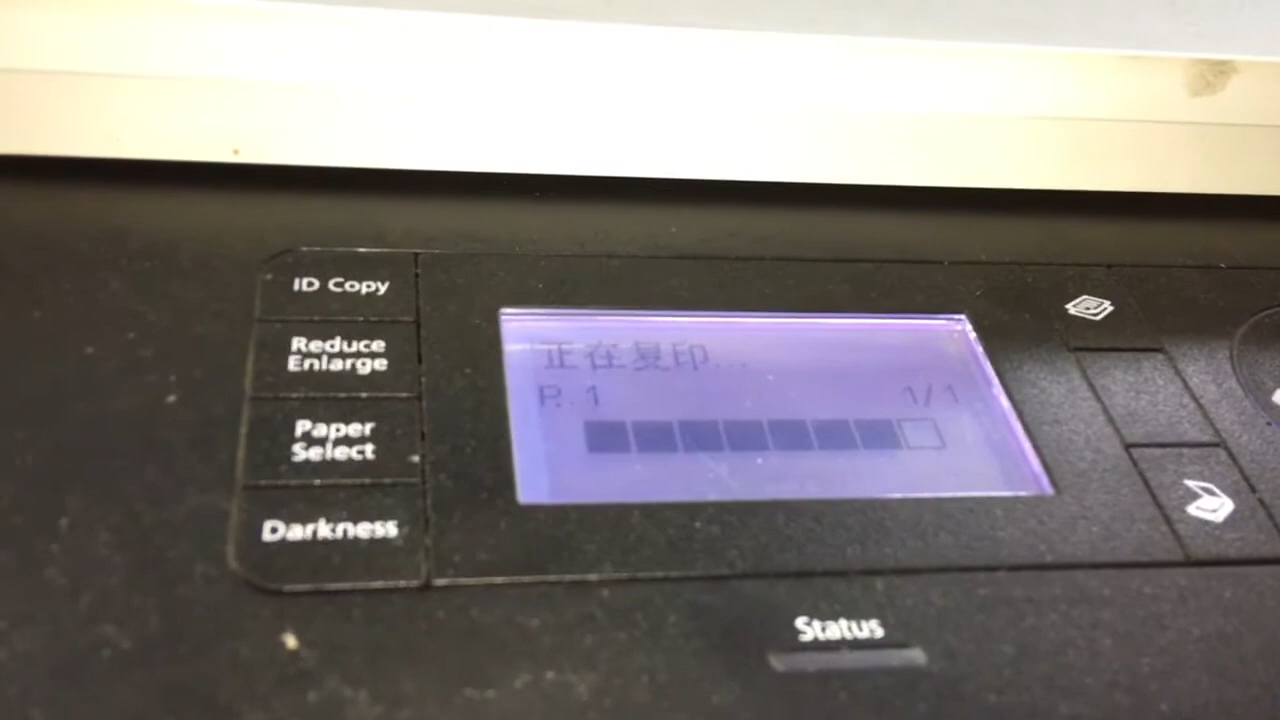 ID Copy
Reduce
Enlarge
Paper
Select
Darkness
正在复印...
P. 1 1/1
Status